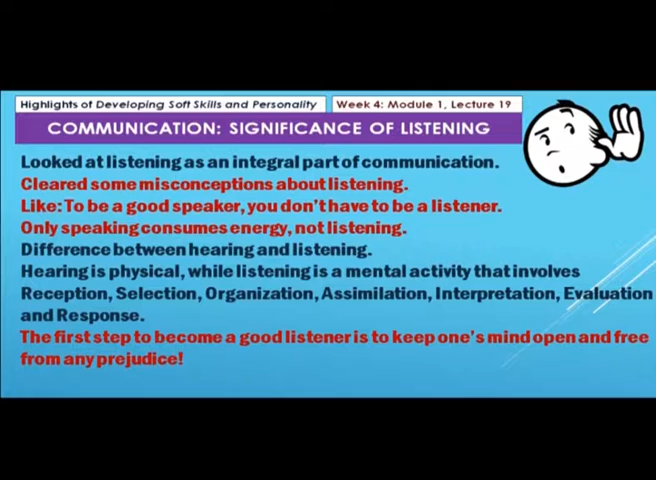 Highlights of Developing Soft Skills and Personality
Week 4: Module 1, Lecture 19
COMMUNICATION: SIGNIFICANCE OF LISTENING
Looked at listening as an integral part of communication.
Cleared some misconceptions about listening.
Like: To be a good speaker, you don't have to be a listener.
Only speaking consumes energy, not listening.
Difference between hearing and listening.
Hearing is physical, while listening is a mental activity that involves
Reception, Selection, Organization, Assimilation, Interpretation, Evaluation
and Response.
The first step to become a good listener is to keep one's mind open and free
from any prejudice!